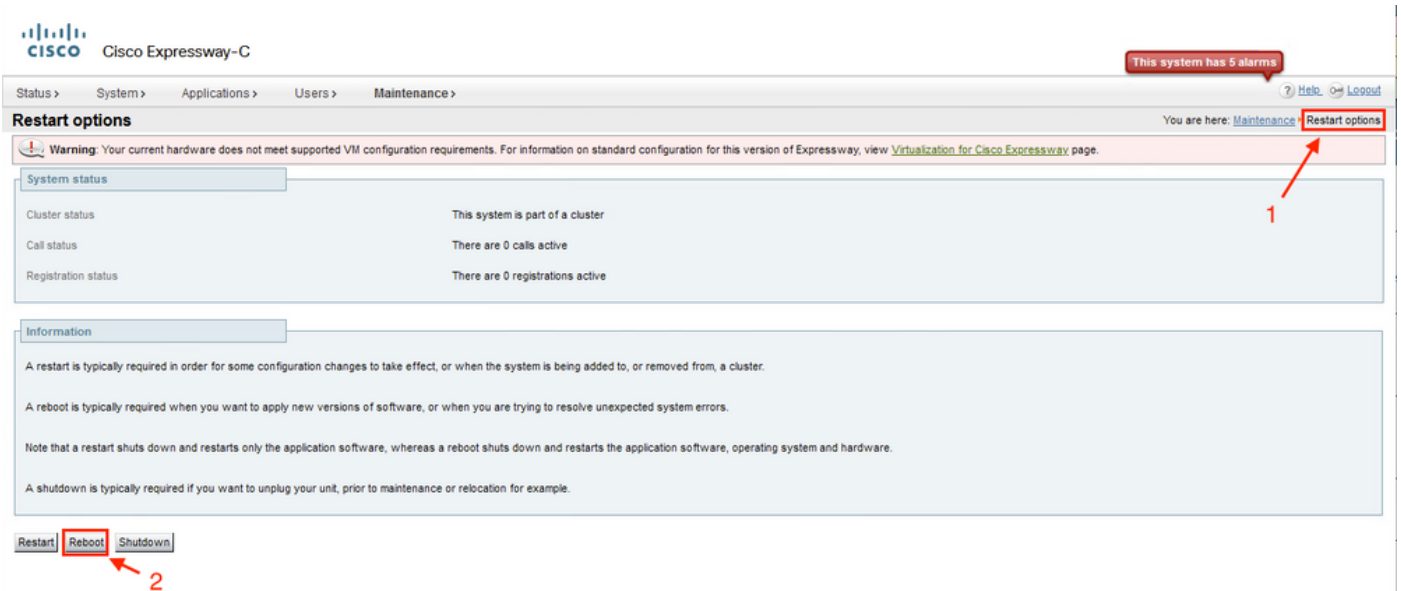 CISCO Cisco Expressway-C
This system has 5 alarms
Status > System > Applications > Users > Maintenance > ? Help Logout
Restart options You are here: Maintenance Restart options
Warning: Your current hardware does not meet supported VM configuration requirements. For information on standard configuration for this version of Expressway, view Virtualization for Cisco Expressway page.
1
System status
Cluster status This system is part of a cluster
Call status There are 0 calls active
Registration status There are 0 registrations active
Information
A restart is typically required in order for some configuration changes to take effect, or when the system is being added to, or removed from, a cluster.
A reboot is typically required when you want to apply new versions of software, or when you are trying to resolve unexpected system errors.
Note that a restart shuts down and restarts only the application software, whereas a reboot shuts down and restarts the application software, operating system and hardware.
A shutdown is typically required if you want to unplug your unit, prior to maintenance or relocation for example.
Restart Reboot Shutdown
2